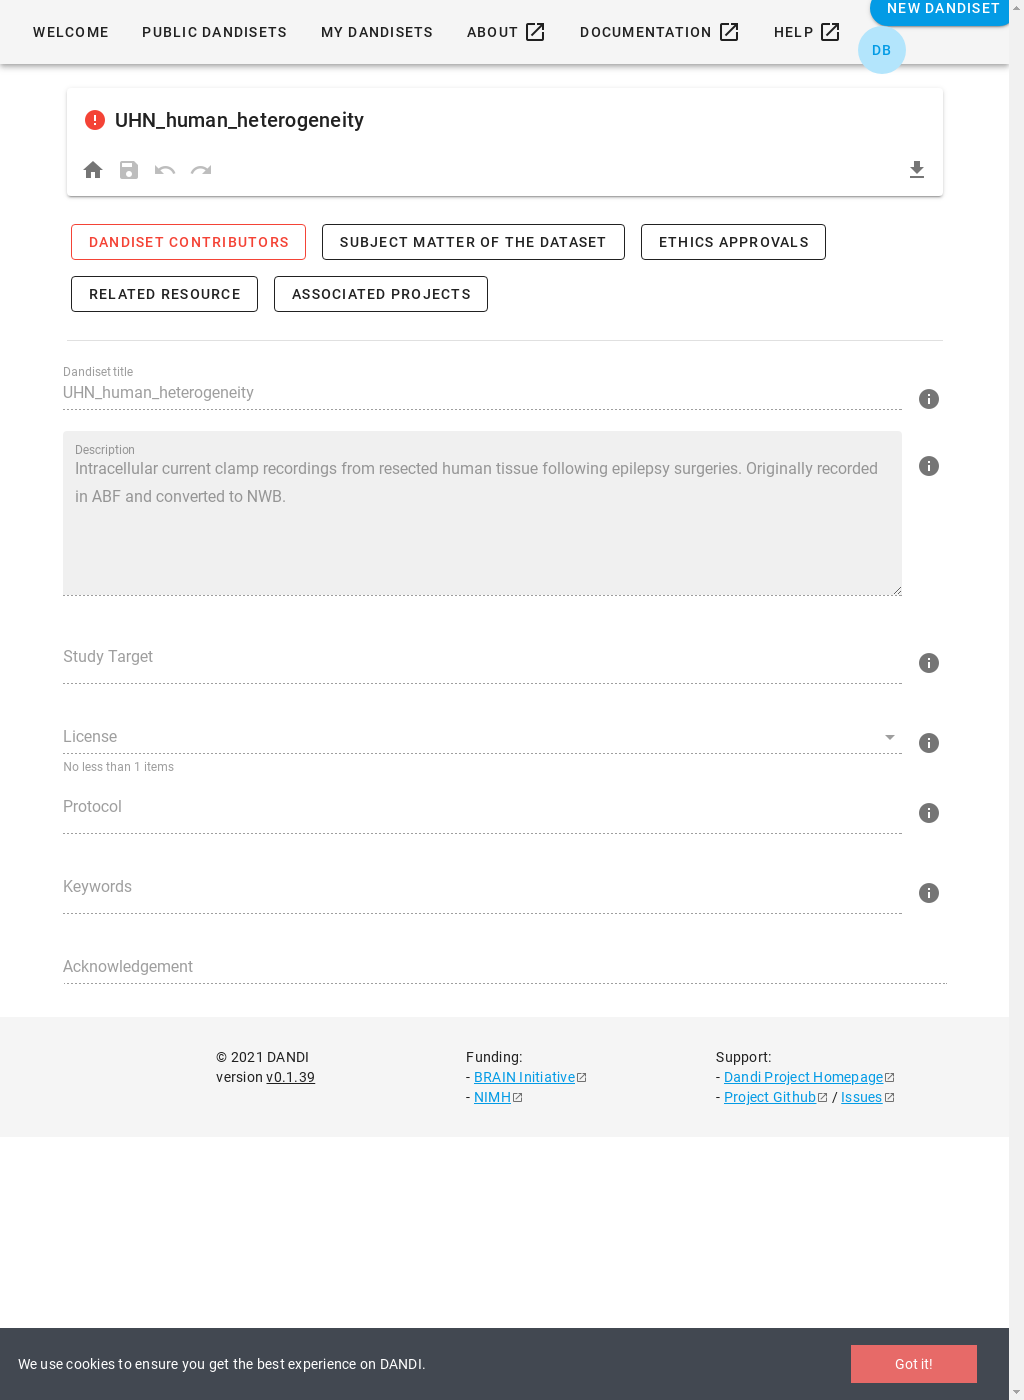 WELCOME PUBLIC DANDISETS MY DANDISETS ABOUT DOCUMENTATION HELP NEW DANDISET
DB
UHN_human_heterogeneity
DANDISET CONTRIBUTORS SUBJECT MATTER OF THE DATASET ETHICS APPROVALS
RELATED RESOURCE ASSOCIATED PROJECTS
Dandiset title
UHN_human_heterogeneity
Description
Intracellular current clamp recordings from resected human tissue following epilepsy surgeries. Originally recorded
in ABF and converted to NWB.
Study Target
License
No less than 1 items
Protocol
Keywords
Acknowledgement
© 2021 DANDI
version v0.1.39
Funding:
- BRAIN Initiative
- NIMH
Support:
- Dandi Project Homepage
- Project Github / Issues
We use cookies to ensure you get the best experience on DANDI.
Got it!